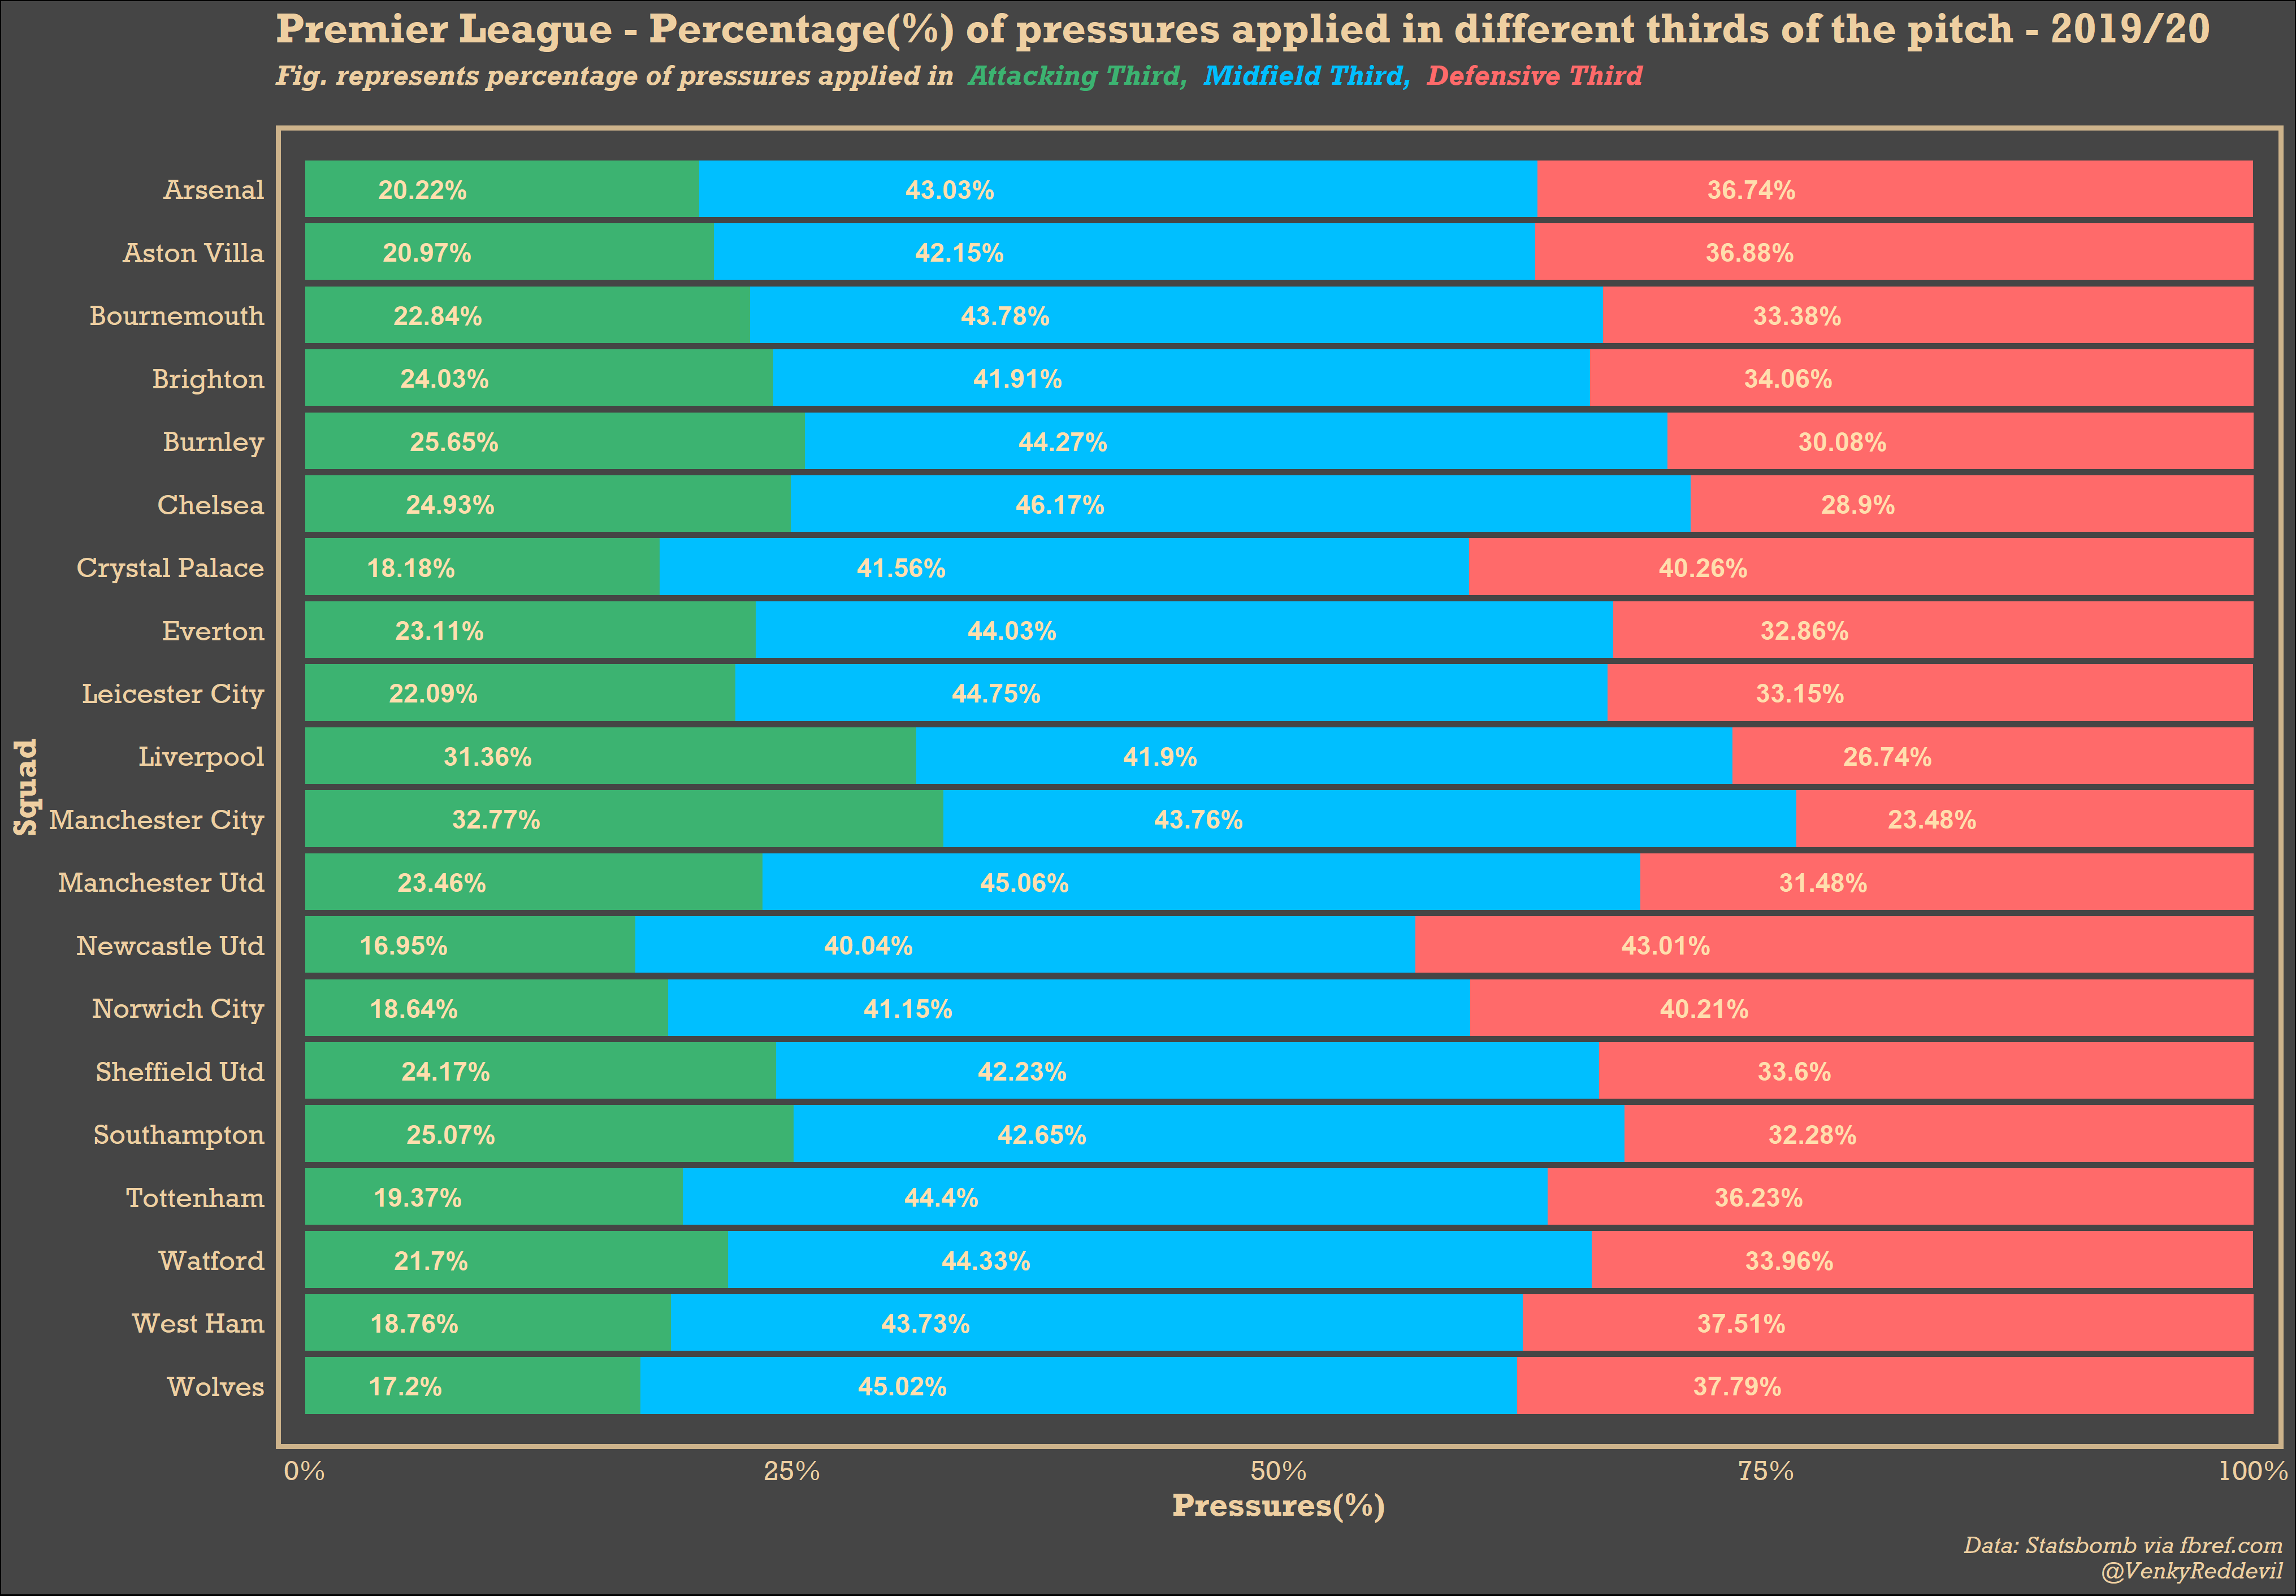 Premier League - Percentage(%) of pressures applied in different thirds of the pitch - 2019/20
Fig. represents percentage of pressures applied in Attacking Third, Midfield Third, Defensive Third
Arsenal 20.22% 43.03% 36.74%
Aston Villa 20.97% 42.15% 36.88%
Bournemouth 22.84% 43.78% 33.38%
Brighton 24.03% 41.91% 34.06%
Burnley 25.65% 44.27% 30.08%
Chelsea 24.93% 46.17% 28.9%
Crystal Palace 18.18% 41.56% 40.26%
Everton 23.11% 44.03% 32.86%
Leicester City 22.09% 44.75% 33.15%
Liverpool 31.36% 41.9% 26.74%
Squad
Manchester City 32.77% 43.76% 23.48%
Manchester Utd 23.46% 45.06% 31.48%
Newcastle Utd 16.95% 40.04% 43.01%
Norwich City 18.64% 41.15% 40.21%
Sheffield Utd 24.17% 42.23% 33.6%
Southampton 25.07% 42.65% 32.28%
Tottenham 19.37% 44.4% 36.23%
Watford 21.7% 44.33% 33.96%
West Ham 18.76% 43.73% 37.51%
Wolves 17.2% 45.02% 37.79%
0% 25% 50% 75% 100%
Pressures(%)
Data: Statsbomb via fbref.com
@VenkyReddevil